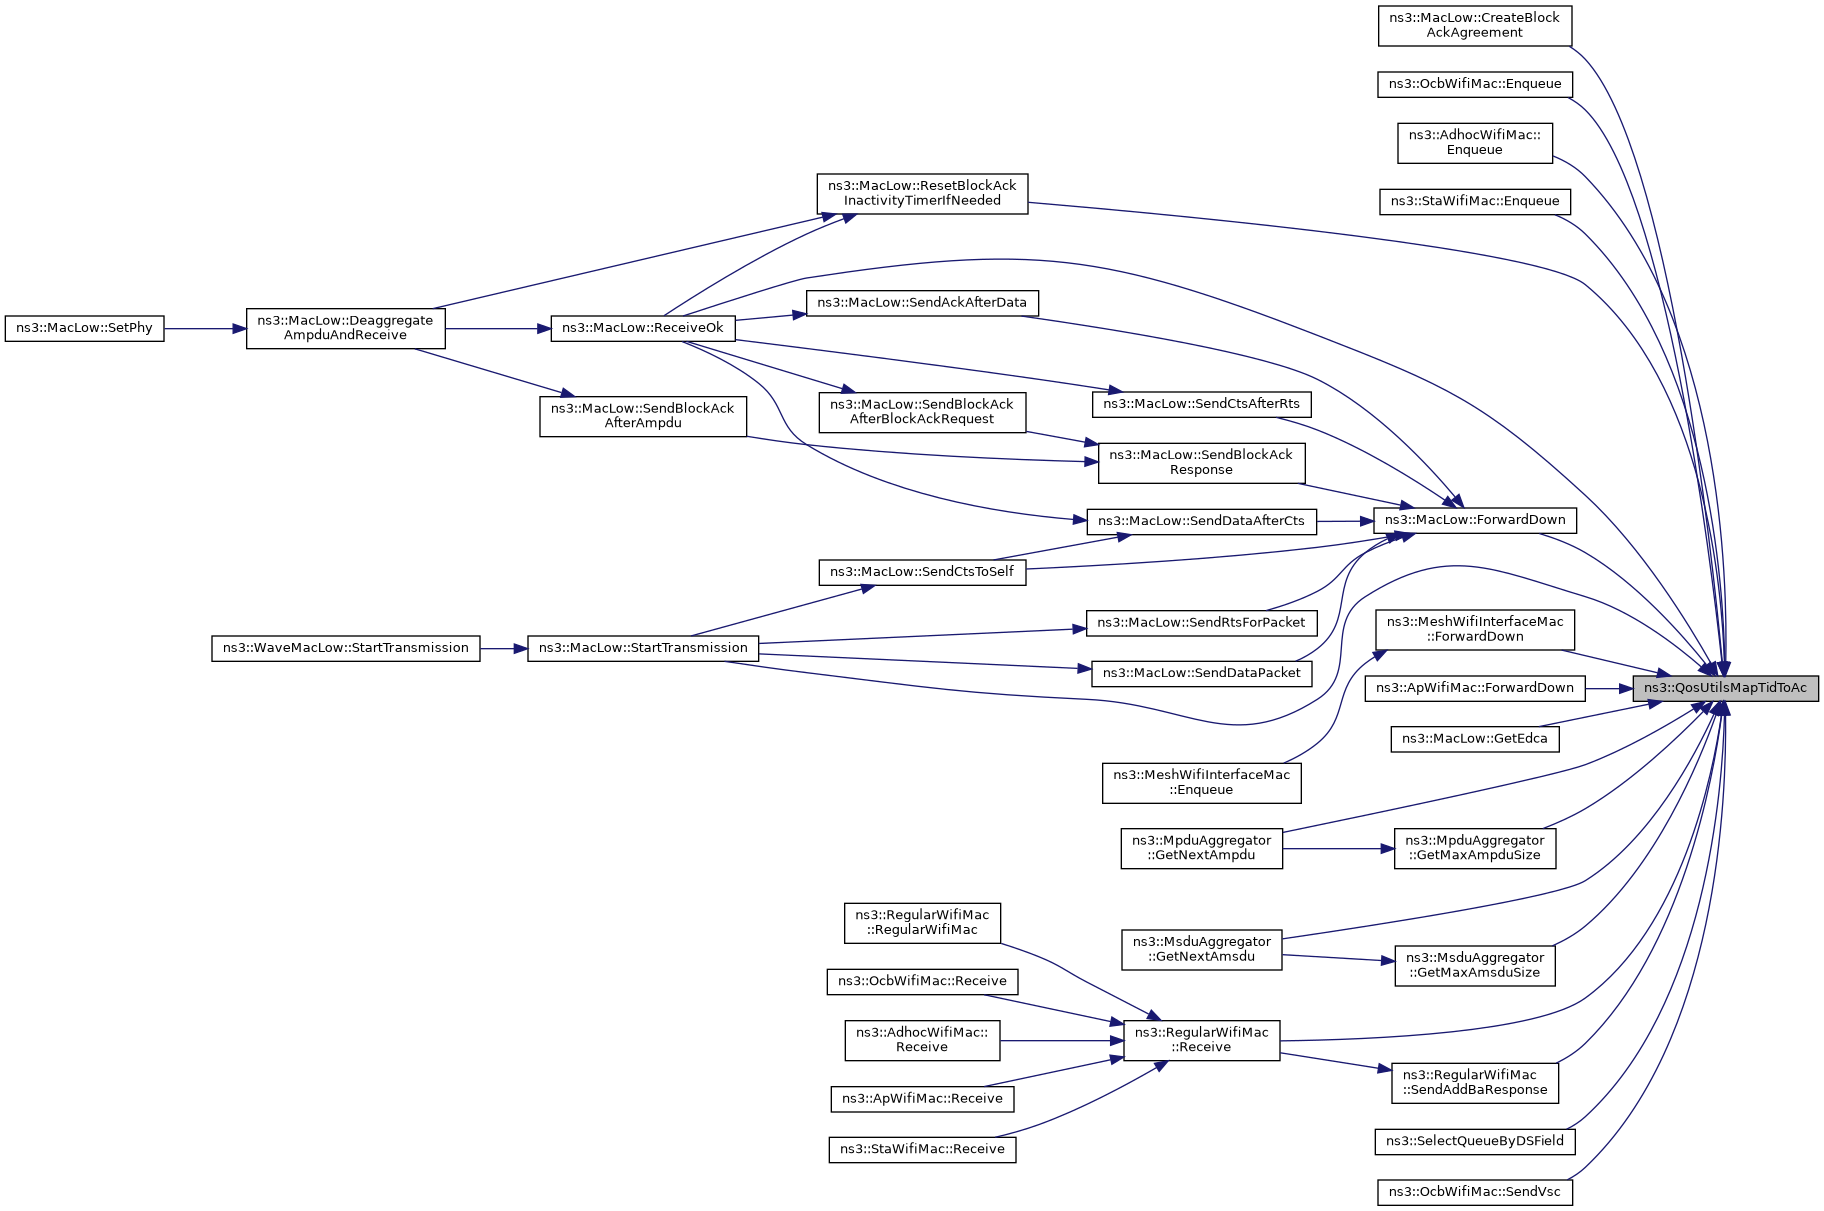 ns3::MacLow::CreateBlock
AckAgreement
ns3::OcbWifiMac::Enqueue
ns3::AdhocWifiMac::
Enqueue
ns3::StaWifiMac::Enqueue
ns3::MacLow::ResetBlockAck
InactivityTimerIfNeeded
ns3::MacLow::SendAckAfterData
ns3::MacLow::SetPhy
ns3::MacLow::Deaggregate
AmpduAndReceive
ns3::MacLow::ReceiveOk
ns3::MacLow::SendBlockAck
AfterAmpdu
ns3::MacLow::SendBlockAck
AfterBlockAckRequest
ns3::MacLow::SendCtsAfterRts
ns3::MacLow::SendBlockAck
Response
ns3::MacLow::SendDataAfterCts
ns3::MacLow::ForwardDown
ns3::MacLow::SendCtsToSelf
ns3::MacLow::SendRtsForPacket
ns3::MeshWifiInterfaceMac
::ForwardDown
ns3::WaveMacLow::StartTransmission
ns3::MacLow::StartTransmission
ns3::MacLow::SendDataPacket
ns3::ApWifiMac::ForwardDown
ns3::QosUtilsMapTidToAc
ns3::MacLow::GetEdca
ns3::MeshWifiInterfaceMac
::Enqueue
ns3::MpduAggregator
::GetNextAmpdu
ns3::MpduAggregator
::GetMaxAmpduSize
ns3::RegularWifiMac
::RegularWifiMac
ns3::MsduAggregator
::GetNextAmsdu
ns3::MsduAggregator
::GetMaxAmsduSize
ns3::OcbWifiMac::Receive
ns3::AdhocWifiMac::
Receive
ns3::RegularWifiMac
::Receive
ns3::RegularWifiMac
::SendAddBaResponse
ns3::ApWifiMac::Receive
ns3::StaWifiMac::Receive
ns3::SelectQueueByDSField
ns3::OcbWifiMac::SendVsc